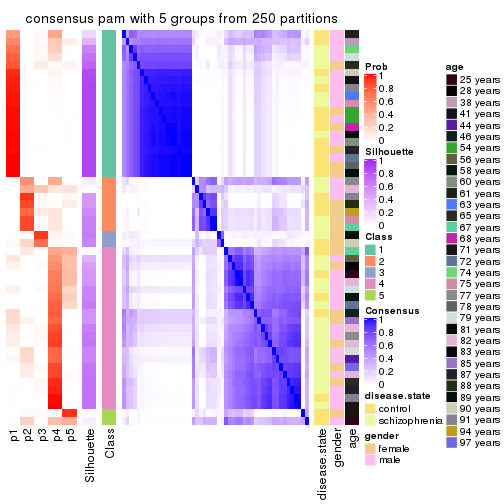 consensus pam with 5 groups from 250 partitions
Prob
1
0.8
0.6
0.4
0.2
0
Silhouette
1
0.8
0.6
0.4
0.2
0
Class
1
2
3
4
5
Consensus
1
0.8
0.6
0.4
0.2
0
disease.state
control
schizophrenia
gender
female
male
age
25 years
28 years
38 years
41 years
44 years
46 years
54 years
56 years
58 years
60 years
61 years
63 years
65 years
67 years
68 years
71 years
72 years
74 years
75 years
77 years
78 years
79 years
81 years
82 years
83 years
85 years
87 years
88 years
89 years
90 years
91 years
94 years
97 years
p1
p2
p3
p4
p5
Silhouette
Class
disease.state
gender
age